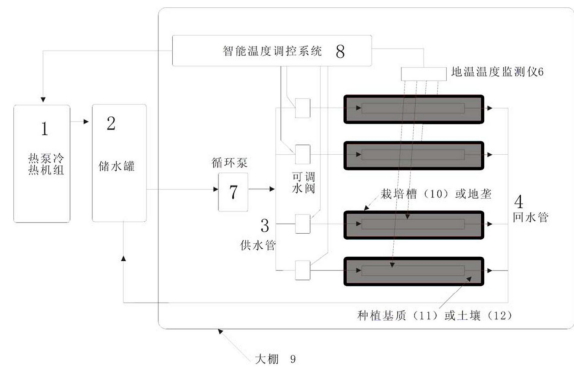 智能温度调控系统 8
地温温度监测仪6
1
热泵冷
热机组
2
储水罐
循环泵
7
可调
水阀
3
供水管
栽培槽（10）或地垄
4
回水管
种植基质（11）或土壤（12）
大棚 9